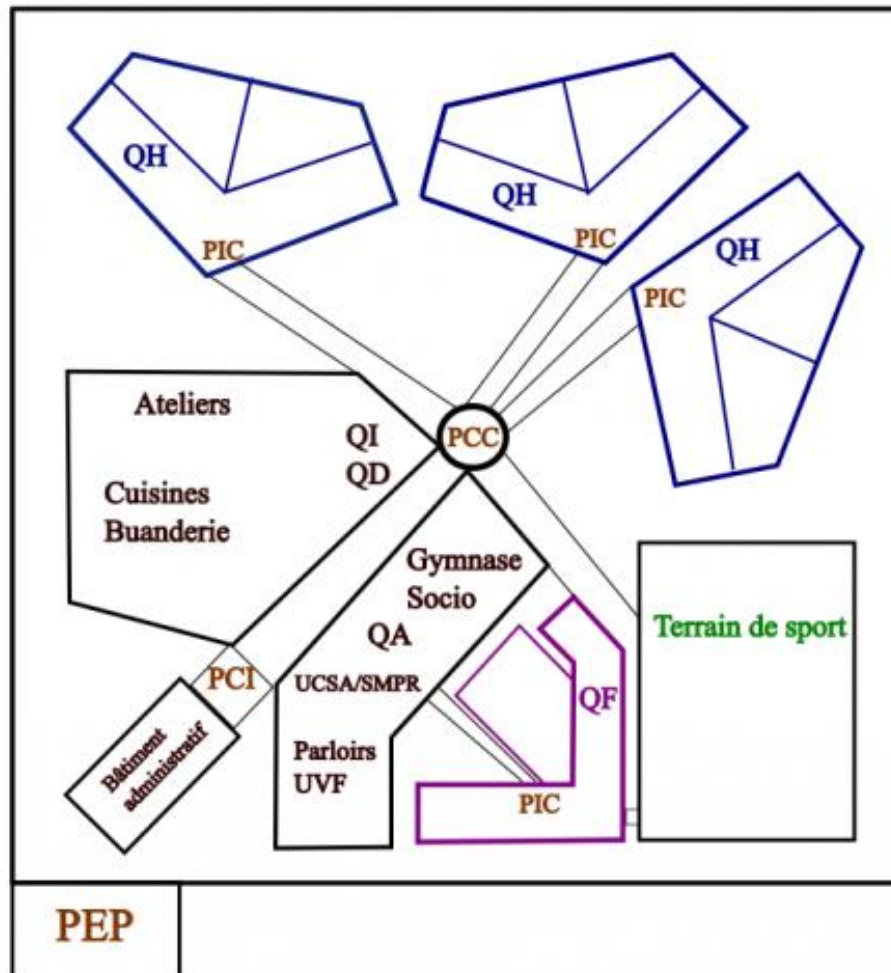 QH
PIC
QH
PIC
QH
PIC
Ateliers
QI
QD
PCC
Cuisines
Buanderie
Gymnase
Socio
QA
UCSA/SMPR
Parloirs
UVF
PCI
Bâtiment
administratif
QF
PIC
Terrain de sport
PEP